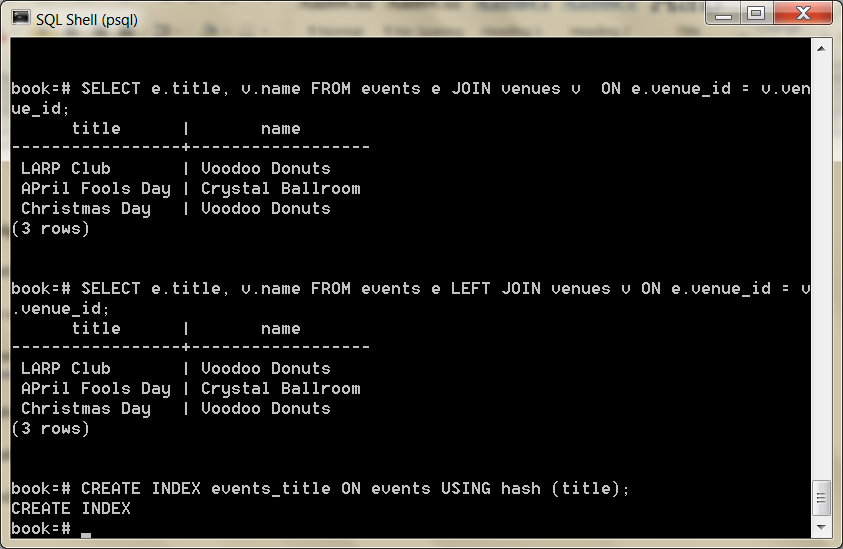 SQL Shell (psql)
book=# SELECT e.title, v.name FROM events e JOIN venues v  ON e.venue_id = v.ven
ue_id;
      title      |       name
-----------------+------------------
 LARP Club       | Voodoo Donuts
 APril Fools Day | Crystal Ballroom
 Christmas Day   | Voodoo Donuts
(3 rows)
book=# SELECT e.title, v.name FROM events e LEFT JOIN venues v ON e.venue_id = v
.venue_id;
      title      |       name
-----------------+------------------
 LARP Club       | Voodoo Donuts
 APril Fools Day | Crystal Ballroom
 Christmas Day   | Voodoo Donuts
(3 rows)
book=# CREATE INDEX events_title ON events USING hash (title);
CREATE INDEX
book=# _